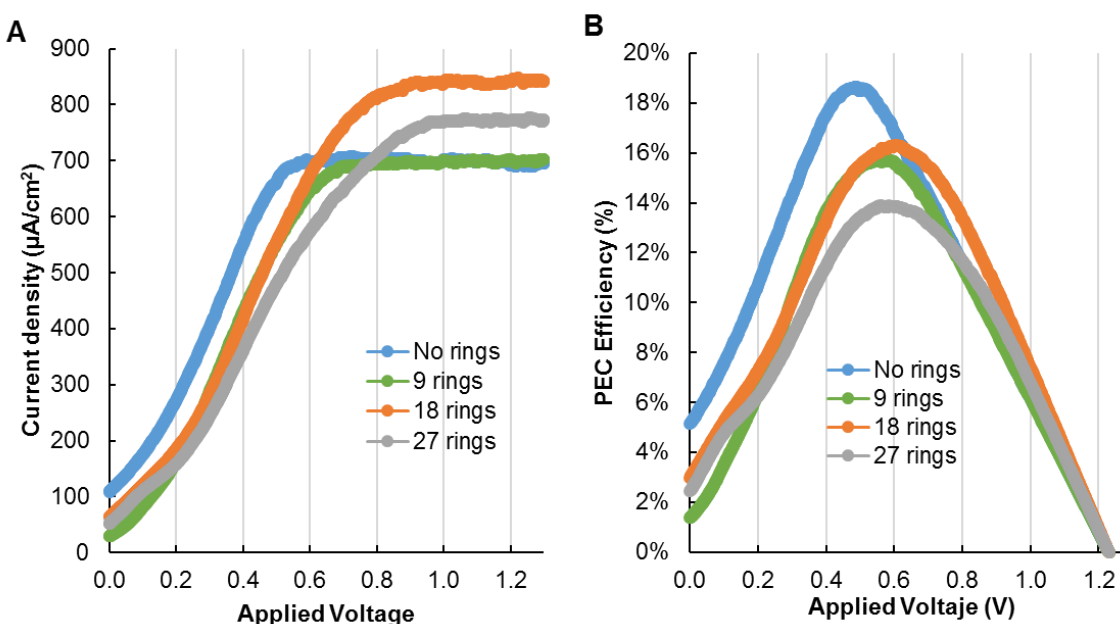 A
900
800
700
600
500
400
300
200
100
0
Current density (µA/cm²)
0.0 0.2 0.4 0.6 0.8 1.0 1.2
Applied Voltage
No rings
9 rings
18 rings
27 rings
B
20%
18%
16%
14%
12%
10%
8%
6%
4%
2%
0%
PEC Efficiency (%)
0.0 0.2 0.4 0.6 0.8 1.0 1.2
Applied Voltaje (V)
No rings
9 rings
18 rings
27 rings